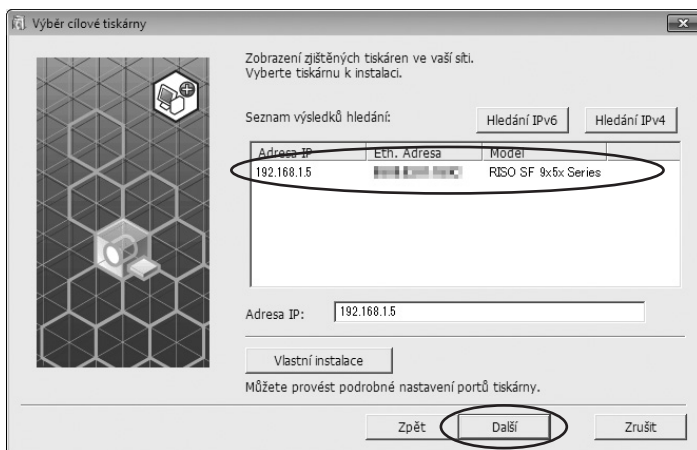 Výběr cílové tiskárny
Zobrazení zjištěných tiskáren ve vaší síti.
Vyberte tiskárnu k instalaci.
Seznam výsledků hledání:
Hledání IPv6
Hledání IPv4
Adresa IP Eth. Adresa Model
192.168.1.5 RISO SF 9x5x Series
Adresa IP: 192.168.1.5
Vlastní instalace
Můžete provést podrobné nastavení portů tiskárny.
Zpět Další Zrušit